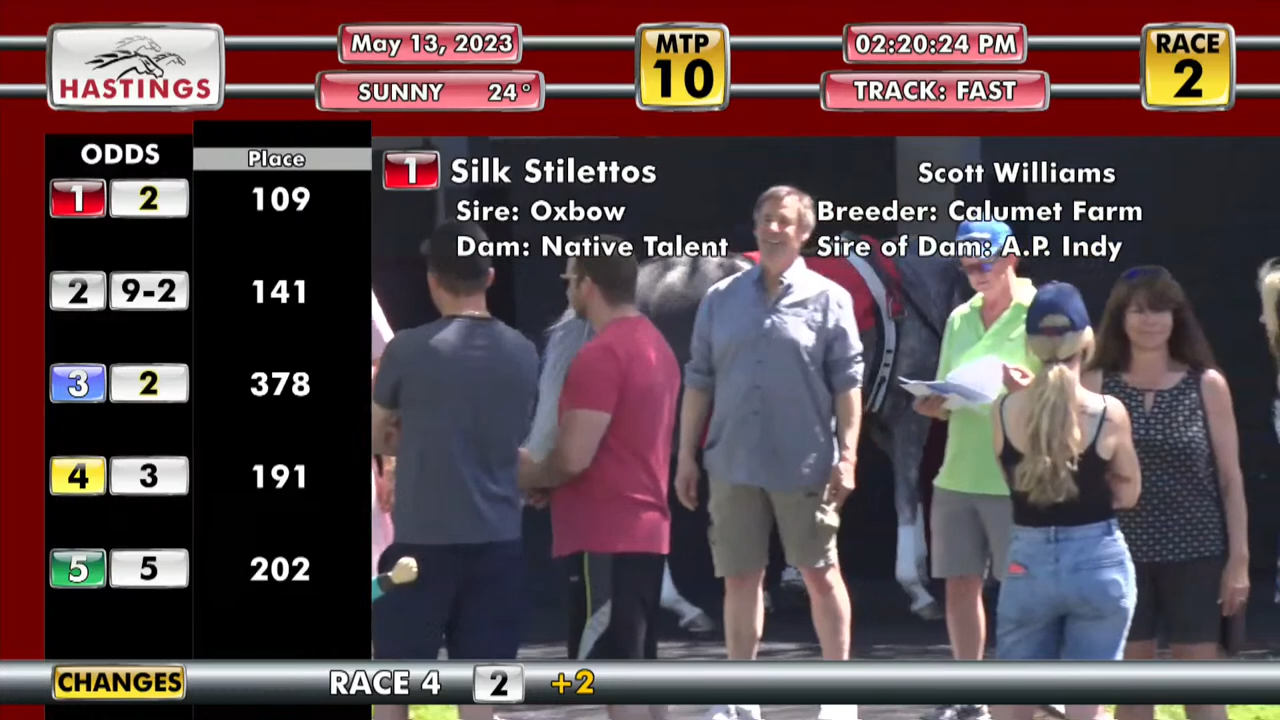 HASTINGS
May 13, 2023
SUNNY 24°
MTP
10
02:20:24 PM
TRACK: FAST
RACE
2
ODDS
Place
1 2 109
2 9-2 141
3 2 378
4 3 191
5 5 202
1 Silk Stilettos
Scott Williams
Sire: Oxbow
Breeder: Calumet Farm
Dam: Native Talent
Sire of Dam: A.P. Indy
CHANGES RACE 4 2 +2